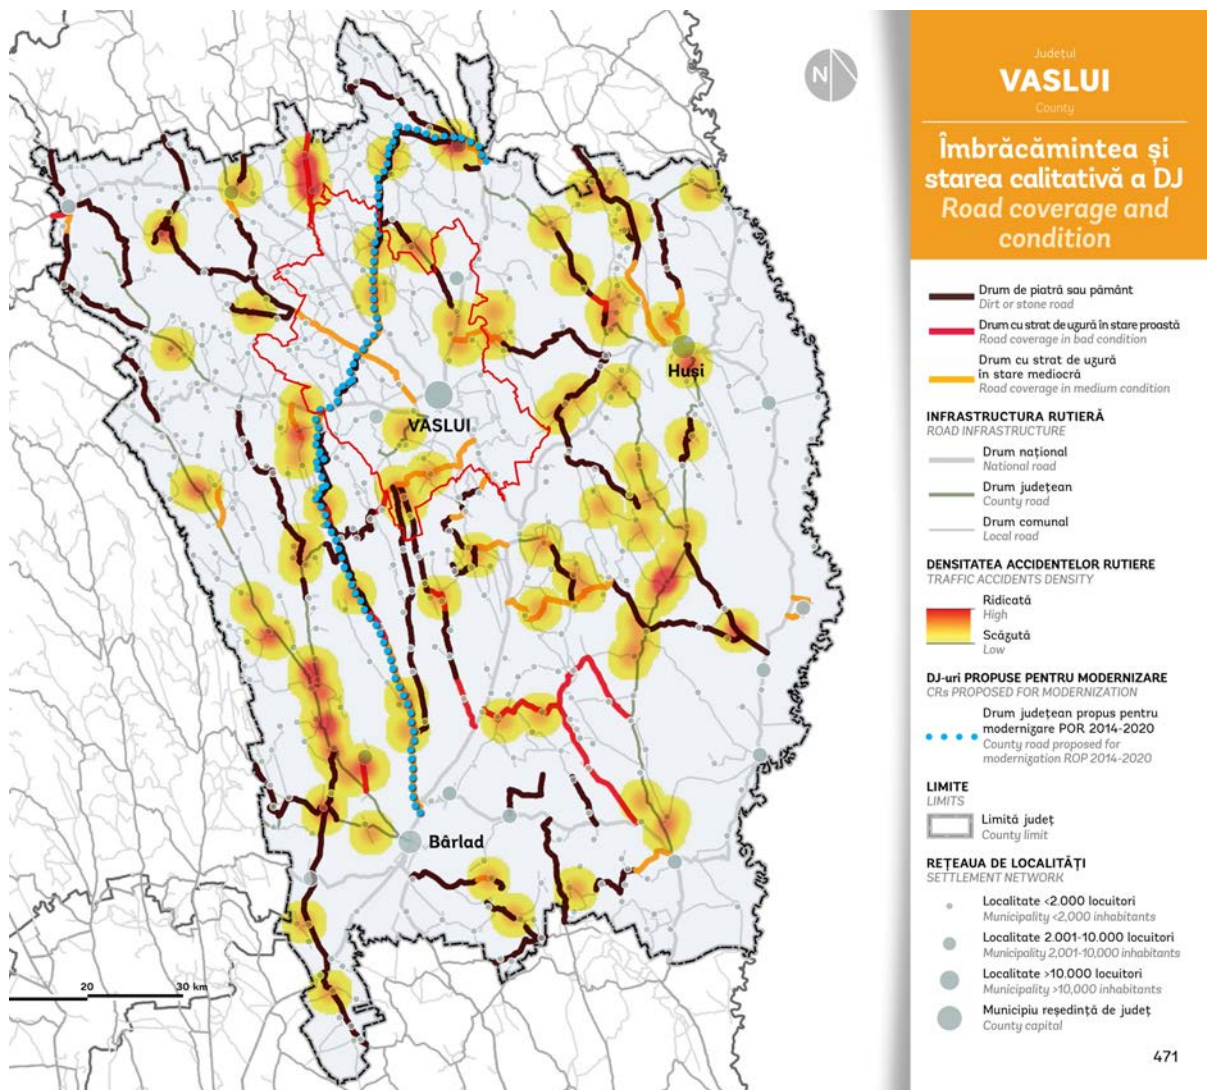 N
VASLUI
Huși
Bârlad
20
30 km
Județul
VASLUI
County
Îmbrăcămintea și
starea calitativă a DJ
Road coverage and
condition
Drum de piatră sau pământ
Dirt or stone road
Drum cu strat de uzură în stare proastă
Road coverage in bad condition
Drum cu strat de uzură
în stare mediocră
Road coverage in medium condition
INFRASTRUCTURA RUTIERĂ
ROAD INFRASTRUCTURE
Drum național
National road
Drum județean
County road
Drum comunal
Local road
DENSITATEA ACCIDENTELOR RUTIERE
TRAFFIC ACCIDENTS DENSITY
Ridicată
High
Scăzută
Low
DJ-uri PROPUSE PENTRU MODERNIZARE
CRs PROPOSED FOR MODERNIZATION
Drum județean propus pentru
modernizare POR 2014-2020
County road proposed for
modernization ROP 2014-2020
LIMITE
LIMITS
Limită județ
County limit
REȚEAUA DE LOCALITĂȚI
SETTLEMENT NETWORK
Localitate <2.000 locuitori
Municipality <2,000 inhabitants
Localitate 2.001-10.000 locuitori
Municipality 2,001-10,000 inhabitants
Localitate >10.000 locuitori
Municipality >10,000 inhabitants
Municipiu reședință de județ
County capital
471